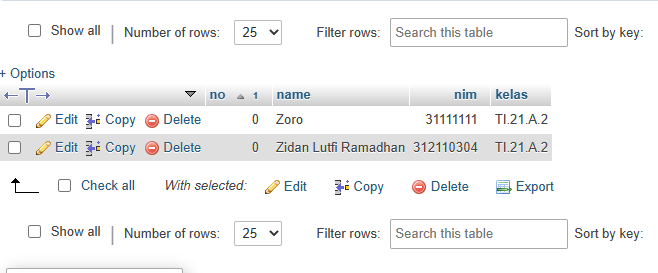 Show all Number of rows: 25 Filter rows: Search this table Sort by key:
+ Options
no 1 name nim kelas
Edit Copy Delete 0 Zoro 31111111 TI.21.A.2
Edit Copy Delete 0 Zidan Lutfi Ramadhan 312110304 TI.21.A.2
Check all With selected: Edit Copy Delete Export
Show all Number of rows: 25 Filter rows: Search this table Sort by key: